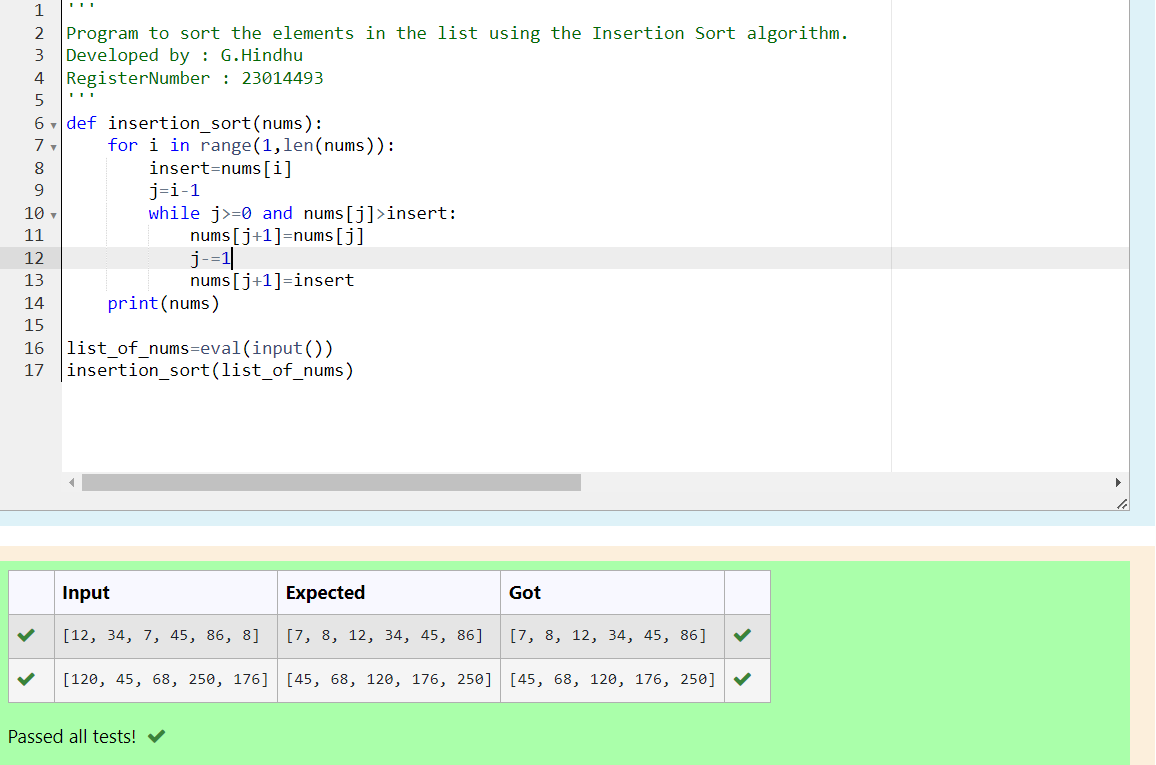 1 '''
2 Program to sort the elements in the list using the Insertion Sort algorithm.
3 Developed by : G.Hindhu
4 RegisterNumber : 23014493
5 '''
6 def insertion_sort(nums):
7     for i in range(1,len(nums)):
8         insert=nums[i]
9         j=i-1
10         while j>=0 and nums[j]>insert:
11             nums[j+1]=nums[j]
12             j-=1
13             nums[j+1]=insert
14     print(nums)
15
16 list_of_nums=eval(input())
17 insertion_sort(list_of_nums)
Input Expected Got
[12, 34, 7, 45, 86, 8] [7, 8, 12, 34, 45, 86] [7, 8, 12, 34, 45, 86]
[120, 45, 68, 250, 176] [45, 68, 120, 176, 250] [45, 68, 120, 176, 250]
Passed all tests!